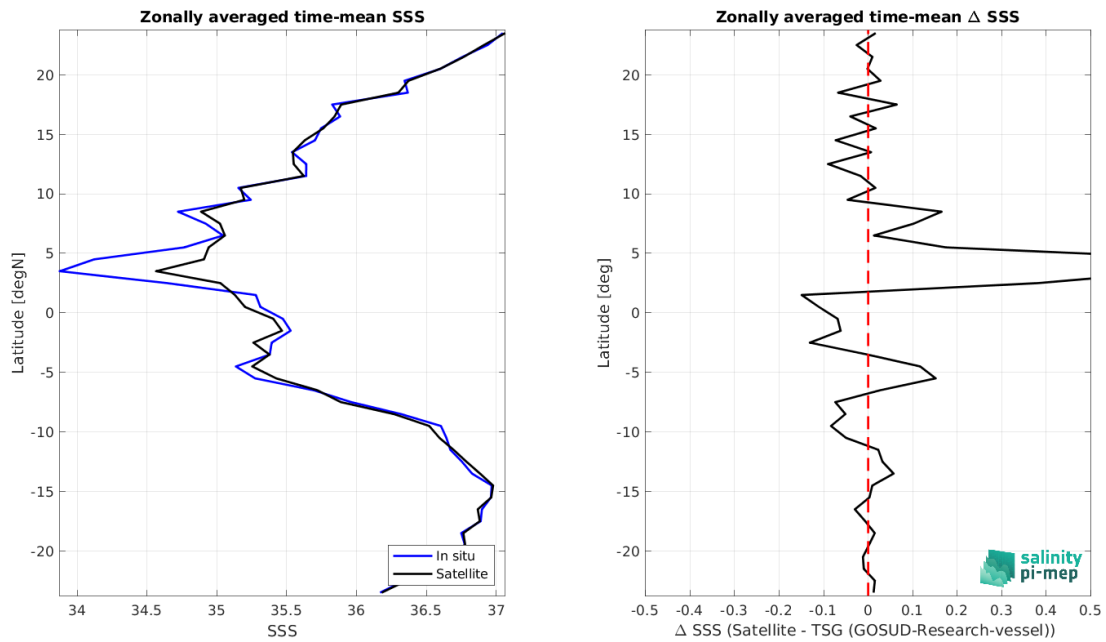 Zonally averaged time-mean SSS
20
15
10
5
0
-5
-10
-15
-20
Latitude [degN]
In situ
Satellite
34 34.5 35 35.5 36 36.5 37
SSS
Zonally averaged time-mean Δ SSS
20
15
10
5
0
-5
-10
-15
-20
Latitude [deg]
salinity
pi-mep
-0.5 -0.4 -0.3 -0.2 -0.1 0 0.1 0.2 0.3 0.4 0.5
Δ SSS (Satellite - TSG (GOSUD-Research-vessel))